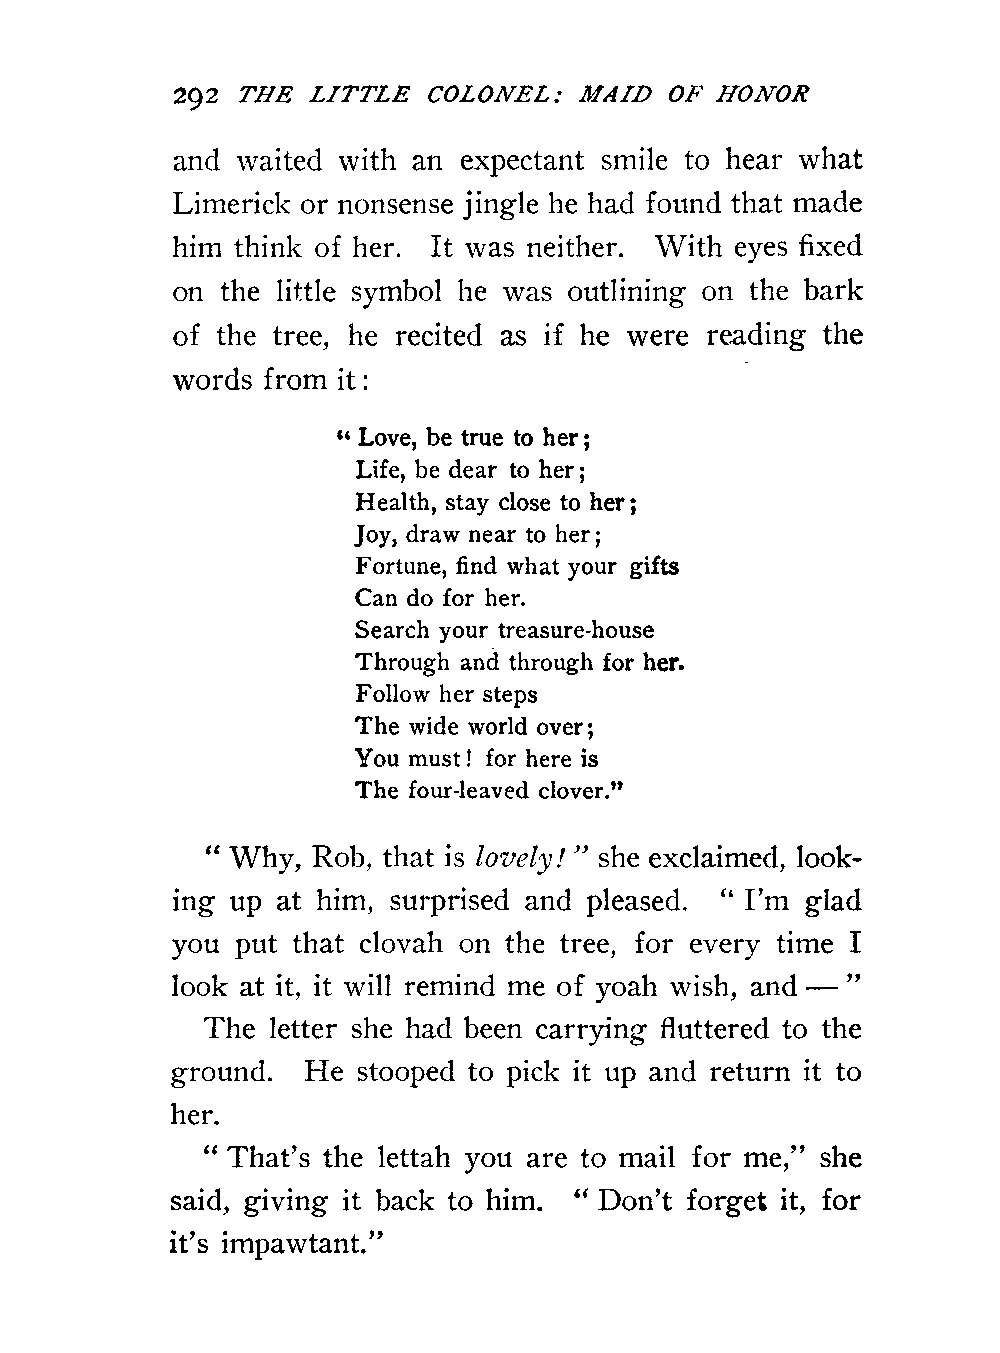 292 THE LITTLE COLONEL: MAID OF HONOR
and waited with an expectant smile to hear what
Limerick or nonsense jingle he had found that made
him think of her. It was neither. With eyes fixed
on the little symbol he was outlining on the bark
of the tree, he recited as if he were reading the
words from it:
"Love, be true to her;
Life, be dear to her;
Health, stay close to her;
Joy, draw near to her;
Fortune, find what your gifts
Can do for her.
Search your treasure-house
Through and through for her.
Follow her steps
The wide world over;
You must! for here is
The four-leaved clover."
"Why, Rob, that is lovely!" she exclaimed, look-
ing up at him, surprised and pleased. "I'm glad
you put that clovah on the tree, for every time I
look at it, it will remind me of yoah wish, and—"
The letter she had been carrying fluttered to the
ground. He stooped to pick it up and return it to
her.
"That's the lettah you are to mail for me," she
said, giving it back to him. "Don't forget it, for
it's impawtant."